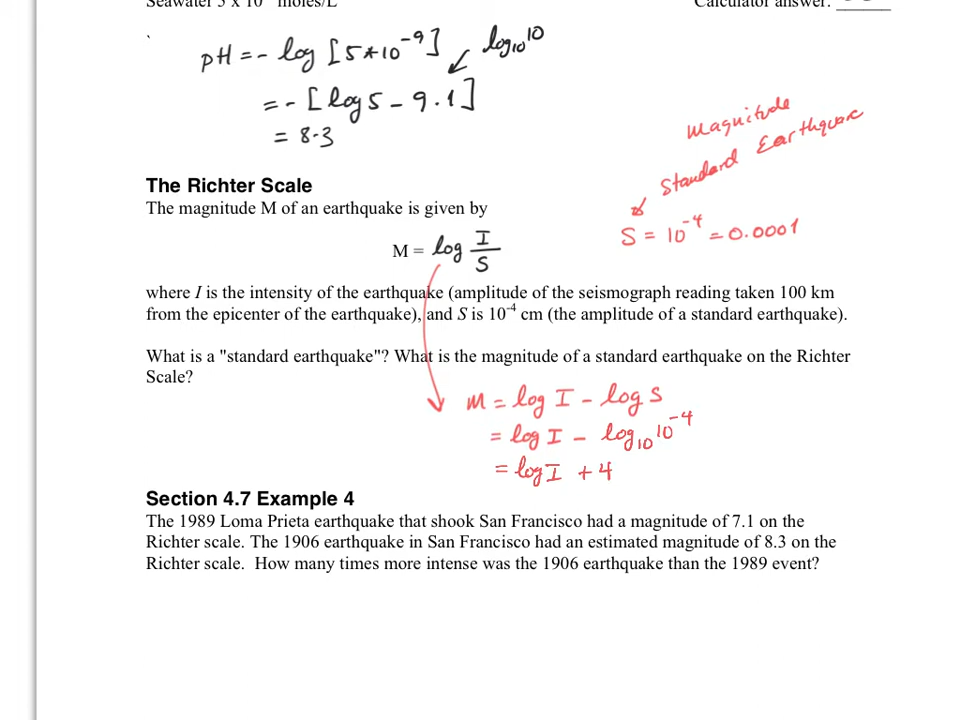 Seawater 5 x 10 moles/L Calculator answer: ______
pH = - log [5*10^-9] log₁₀10
= - [log 5 - 9.1]
= 8.3
Magnitude
Standard Earthquake
The Richter Scale
The magnitude M of an earthquake is given by
S = 10^-4 = 0.0001
M = log I/S
where I is the intensity of the earthquake (amplitude of the seismograph reading taken 100 km
from the epicenter of the earthquake), and S is 10^-4 cm (the amplitude of a standard earthquake).
What is a "standard earthquake"? What is the magnitude of a standard earthquake on the Richter
Scale?
M = log I - log S
= log I - log₁₀10^-4
= log I + 4
Section 4.7 Example 4
The 1989 Loma Prieta earthquake that shook San Francisco had a magnitude of 7.1 on the
Richter scale. The 1906 earthquake in San Francisco had an estimated magnitude of 8.3 on the
Richter scale. How many times more intense was the 1906 earthquake than the 1989 event?